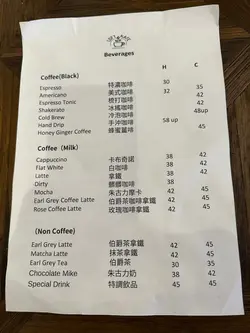 Beverages
H C
Coffee(Black)
Espresso 特濃咖啡 30
Americano 美式咖啡 32 35
Espresso Tonic 梳打咖啡 42
Shakerato 冰搖咖啡 42
Cold Brew 冷泡咖啡 48up
Hand Drip 手沖咖啡 58 up
Honey Ginger Coffee 蜂蜜薑啡 45
Coffee (Milk)
Cappuccino 卡布奇諾 38 42
Flat White 白咖啡 38 42
Latte 拿鐵 38 42
Dirty 髒髒咖啡 38
Mocha 朱古力摩卡 42 45
Earl Grey Coffee Latte 伯爵茶咖啡拿鐵 42 45
Rose Coffee Latte 玫瑰咖啡拿鐵 42 45
(Non Coffee)
Earl Grey Latte 伯爵茶拿鐵 42 45
Matcha Latte 抹茶拿鐵 42 45
Earl Grey Tea 伯爵茶 30 35
Chocolate Mike 朱古力奶 38 42
Special Drink 特調飲品 45 45